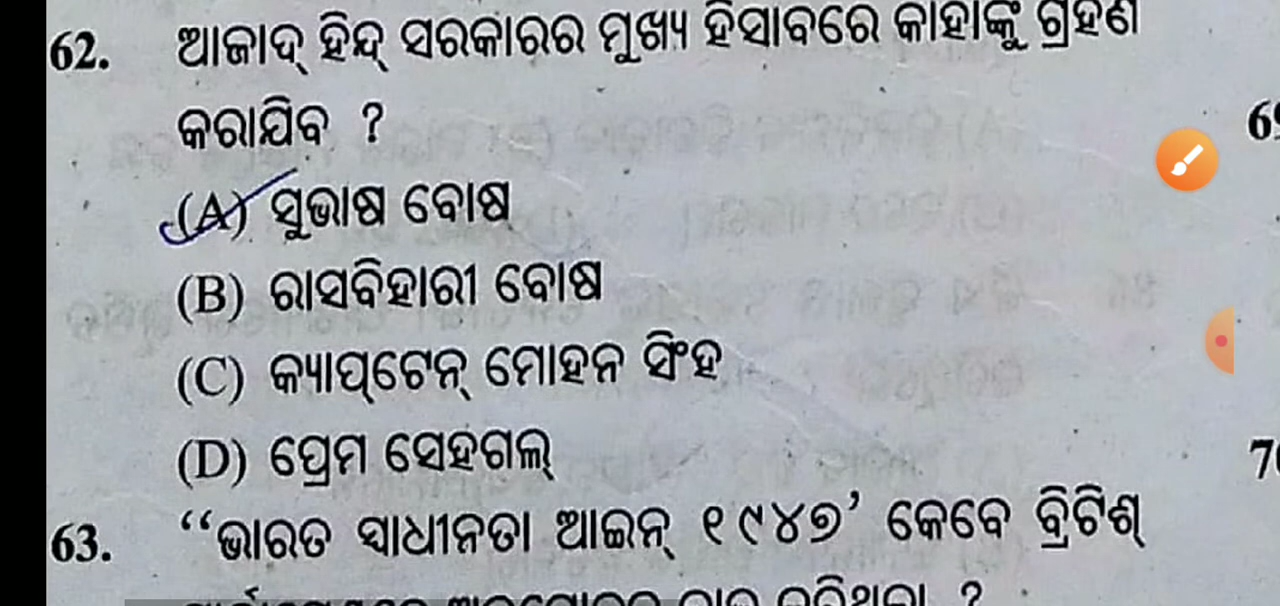 62. ଆଜାଦ୍ ହିନ୍ଦ୍ ସରକାରର ମୁଖ୍ୟ ହିସାବରେ କାହାଙ୍କୁ ଗ୍ରହଣ
କରାଯିବ ?
(A) ସୁଭାଷ ବୋଷ
(B) ରାସବିହାରୀ ବୋଷ
(C) କ୍ୟାପ୍‌ଟେନ୍ ମୋହନ ସିଂହ
(D) ପ୍ରେମ ସେହଗଲ୍
63. “ଭାରତ ସାଧୀନତା ଆଇନ୍ ୧୯୪୭’ କେବେ ବ୍ରିଟିଶ୍
?